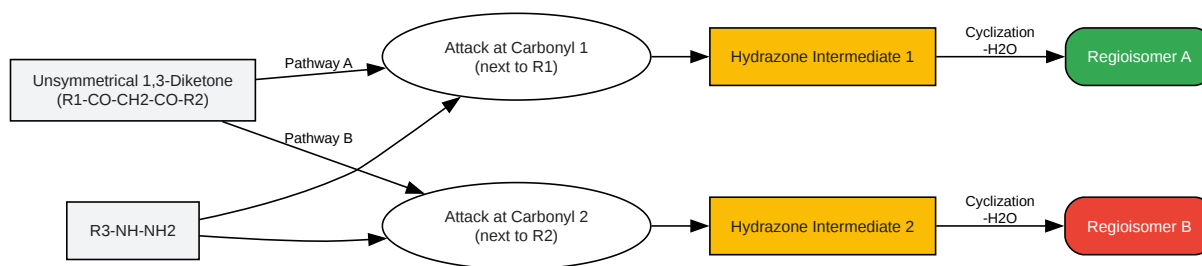 Unsymmetrical 1,3-Diketone
(R1-CO-CH2-CO-R2)
R3-NH-NH2
Pathway A
Pathway B
Attack at Carbonyl 1
(next to R1)
Attack at Carbonyl 2
(next to R2)
Hydrazone Intermediate 1
Hydrazone Intermediate 2
Cyclization
-H2O
Cyclization
-H2O
Regioisomer A
Regioisomer B